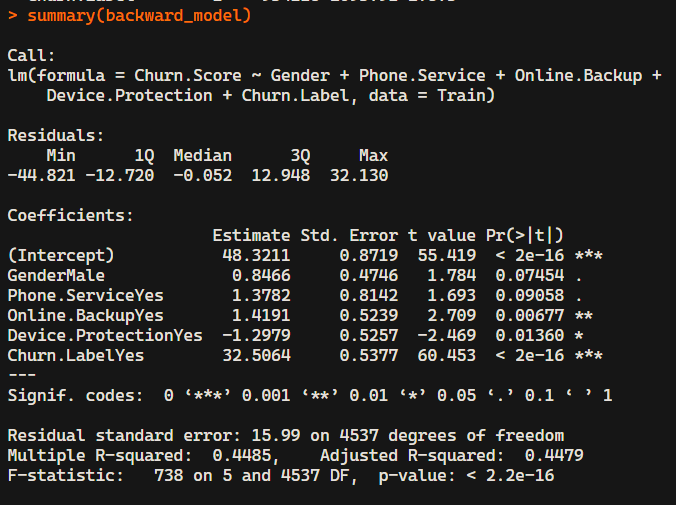 > summary(backward_model)
Call:
lm(formula = Churn.Score ~ Gender + Phone.Service + Online.Backup +
    Device.Protection + Churn.Label, data = Train)
Residuals:
    Min      1Q  Median      3Q     Max
-44.821 -12.720  -0.052  12.948  32.130
Coefficients:
                     Estimate Std. Error t value Pr(>|t|)
(Intercept)           48.3211     0.8719  55.419  < 2e-16 ***
GenderMale             0.8466     0.4746   1.784  0.07454 .
Phone.ServiceYes       1.3782     0.8142   1.693  0.09058 .
Online.BackupYes       1.4191     0.5239   2.709  0.00677 **
Device.ProtectionYes  -1.2979     0.5257  -2.469  0.01360 *
Churn.LabelYes        32.5064     0.5377  60.453  < 2e-16 ***
---
Signif. codes:  0 ‘***’ 0.001 ‘**’ 0.01 ‘*’ 0.05 ‘.’ 0.1 ‘ ’ 1
Residual standard error: 15.99 on 4537 degrees of freedom
Multiple R-squared:  0.4485,    Adjusted R-squared:  0.4479
F-statistic:   738 on 5 and 4537 DF,  p-value: < 2.2e-16